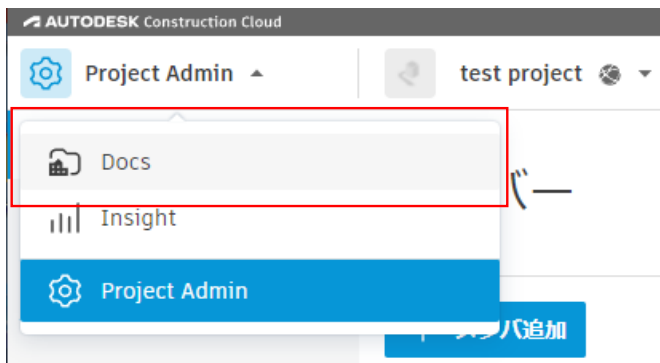 AUTODESK Construction Cloud
Project Admin
test project
Docs
バー
Insight
Project Admin
バ追加